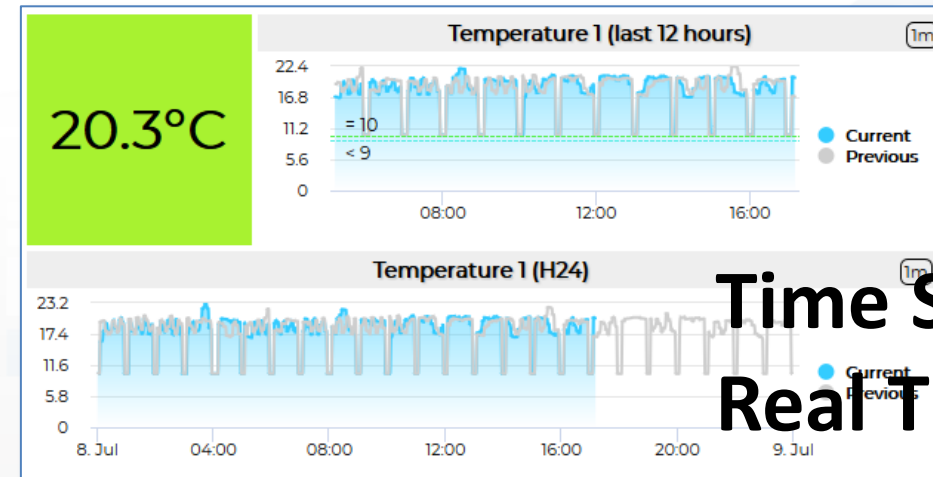 20.3°C
Temperature 1 (last 12 hours)
1m
22.4
16.8
11.2
5.6
0
= 10
< 9
08:00
12:00
16:00
Current
Previous
Temperature 1 (H24)
1m
23.2
17.4
11.6
5.8
0
8. Jul
04:00
08:00
12:00
16:00
20:00
9. Jul
Current
Previous
Time S
Real T